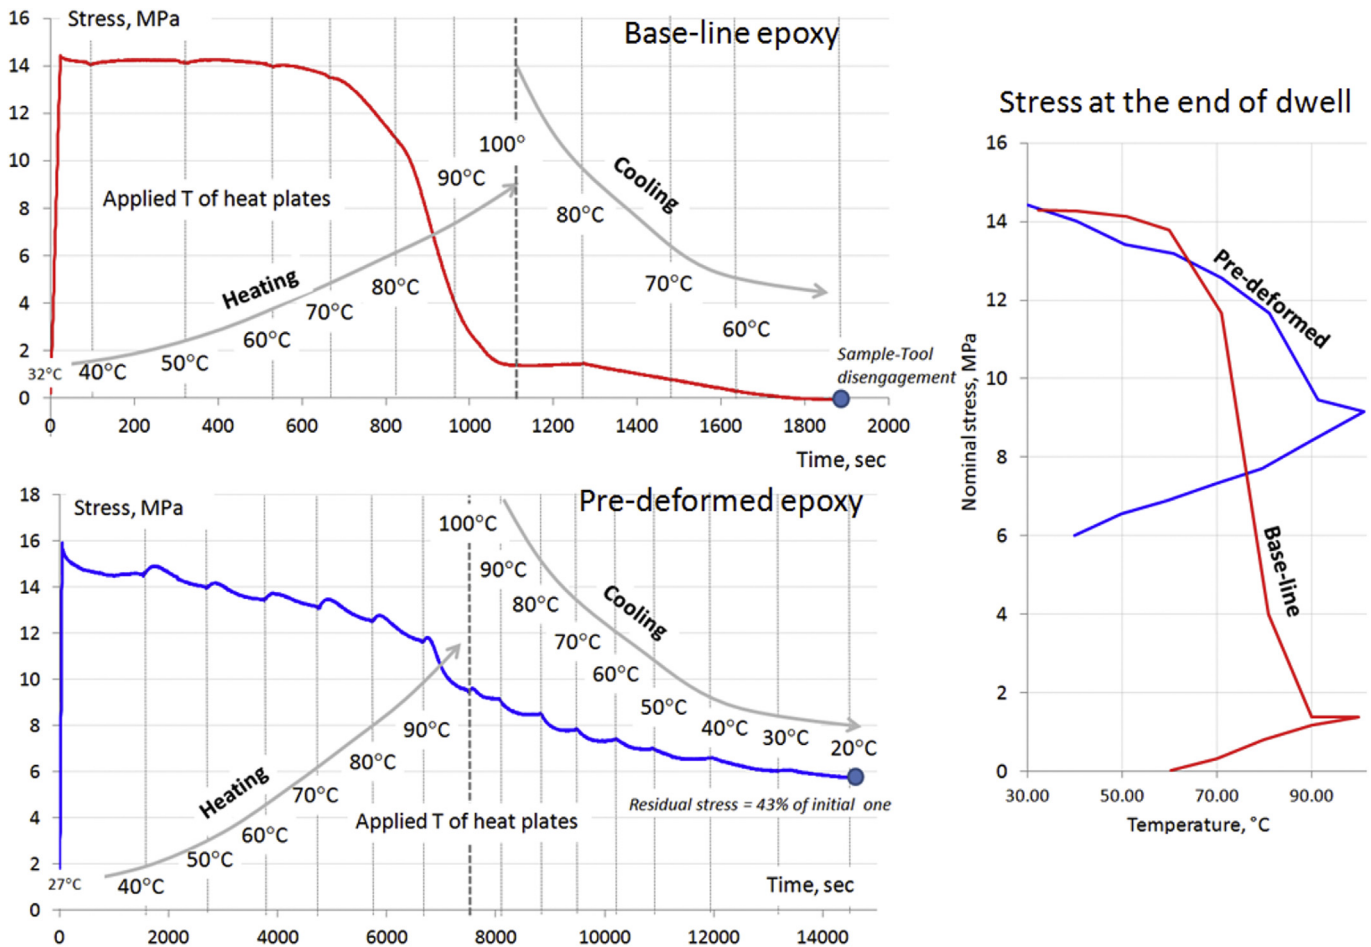 Stress, MPa
Base-line epoxy
16
14
12
10
8
6
4
2
0
Applied T of heat plates
Heating
Cooling
32°C
40°C
50°C
60°C
70°C
80°C
90°C
100°
80°C
70°C
60°C
Sample-Tool
disengagement
0
200
400
600
800
1000
1200
1400
1600
1800
2000
Time, sec
Stress, MPa
Pre-deformed epoxy
18
16
14
12
10
8
6
4
2
0
Heating
Cooling
27°C
40°C
50°C
60°C
70°C
80°C
90°C
100°C
90°C
80°C
70°C
60°C
50°C
40°C
30°C
20°C
Residual stress = 43% of initial one
Applied T of heat plates
Time, sec
0
2000
4000
6000
8000
10000
12000
14000
Stress at the end of dwell
Nominal stress, MPa
16
14
12
10
8
6
4
2
0
Pre-deformed
Base-line
30.00
50.00
70.00
90.00
Temperature, °C